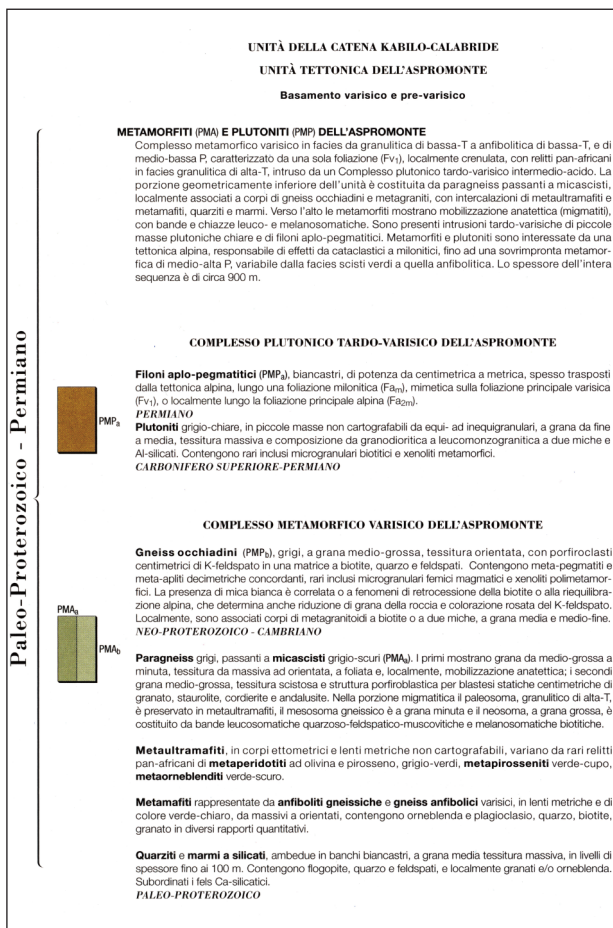 UNITÀ DELLA CATENA KABILO-CALABRIDE
UNITÀ TETTONICA DELL'ASPROMONTE
Basamento varisico e pre-varisico
METAMORFITI (PMA) E PLUTONITI (PMP) DELL'ASPROMONTE
Complesso metamorfico varisico in facies da granulitica di bassa-T a anfibolitica di bassa-T, e di
medio-bassa P, caratterizzato da una sola foliazione (Fv₁), localmente crenulata, con relitti pan-africani
in facies granulitica di alta-T, intruso da un Complesso plutonico tardo-varisico intermedio-acido. La
porzione geometricamente inferiore dell'unità è costituita da paragneiss passanti a micascisti,
localmente associati a corpi di gneiss occhiadini e metagraniti, con intercalazioni di metaultramafiti e
metamafiti, quarziti e marmi. Verso l'alto le metamorfiti mostrano mobilizzazione anatettica (migmatiti),
con bande e chiazze leuco- e melanosomatiche. Sono presenti intrusioni tardo-varisiche di piccole
masse plutoniche chiare e di filoni aplo-pegmatitici. Metamorfiti e plutoniti sono interessate da una
tettonica alpina, responsabile di effetti da cataclastici a milonitici, fino ad una sovrimpronta metamor-
fica di medio-alta P, variabile dalla facies scisti verdi a quella anfibolitica. Lo spessore dell'intera
sequenza è di circa 900 m.
COMPLESSO PLUTONICO TARDO-VARISICO DELL'ASPROMONTE
Filoni aplo-pegmatitici (PMPₐ), biancastri, di potenza da centimetrica a metrica, spesso trasposti
dalla tettonica alpina, lungo una foliazione milonitica (Faₘ), mimetica sulla foliazione principale varisica
(Fv₁), o localmente lungo la foliazione principale alpina (Fa₂ₘ).
PERMIANO
PMPₐ
Plutoniti grigio-chiare, in piccole masse non cartografabili da equi- ad inequigranulari, a grana da fine
a media, tessitura massiva e composizione da granodioritica a leucomonzogranitica a due miche e
Al-silicati. Contengono rari inclusi microgranulari biotitici e xenoliti metamorfici.
CARBONIFERO SUPERIORE-PERMIANO
Paleo-Proterozoico - Permiano
COMPLESSO METAMORFICO VARISICO DELL'ASPROMONTE
Gneiss occhiadini (PMPb), grigi, a grana medio-grossa, tessitura orientata, con porfiroclasti
centimetrici di K-feldspato in una matrice a biotite, quarzo e feldspati. Contengono meta-pegmatiti e
meta-apliti decimetriche concordanti, rari inclusi microgranulari femici magmatici e xenoliti polimetamor-
fici. La presenza di mica bianca è correlata o a fenomeni di retrocessione della biotite o alla riequilibra-
zione alpina, che determina anche riduzione di grana della roccia e colorazione rosata del K-feldspato.
Localmente, sono associati corpi di metagranitoidi a biotite o a due miche, a grana media e medio-fine.
NEO-PROTEROZOICO - CAMBRIANO
PMAₐ
PMAb
Paragneiss grigi, passanti a micascisti grigio-scuri (PMAₐ). I primi mostrano grana da medio-grossa a
minuta, tessitura da massiva ad orientata, a foliata e, localmente, mobilizzazione anatettica; i secondi
grana medio-grossa, tessitura scistosa e struttura porfiroblastica per blastesi statiche centimetriche di
granato, staurolite, cordierite e andalusite. Nella porzione migmatitica il paleosoma, granulitico di alta-T,
è preservato in metaultramafiti, il mesosoma gneissico è a grana minuta e il neosoma, a grana grossa, è
costituito da bande leucosomatiche quarzoso-feldspatico-muscovitiche e melanosomatiche biotitiche.
Metaultramafiti, in corpi ettometrici e lenti metriche non cartografabili, variano da rari relitti
pan-africani di metaperidotiti ad olivina e pirosseno, grigio-verdi, metapirosseniti verde-cupo,
metaorneblenditi verde-scuro.
Metamafiti rappresentate da anfiboliti gneissiche e gneiss anfibolici varisici, in lenti metriche e di
colore verde-chiaro, da massivi a orientati, contengono orneblenda e plagioclasio, quarzo, biotite,
granato in diversi rapporti quantitativi.
Quarziti e marmi a silicati, ambedue in banchi biancastri, a grana media tessitura massiva, in livelli di
spessore fino ai 100 m. Contengono flogopite, quarzo e feldspati, e localmente granati e/o orneblenda.
Subordinati i fels Ca-silicatici.
PALEO-PROTEROZOICO